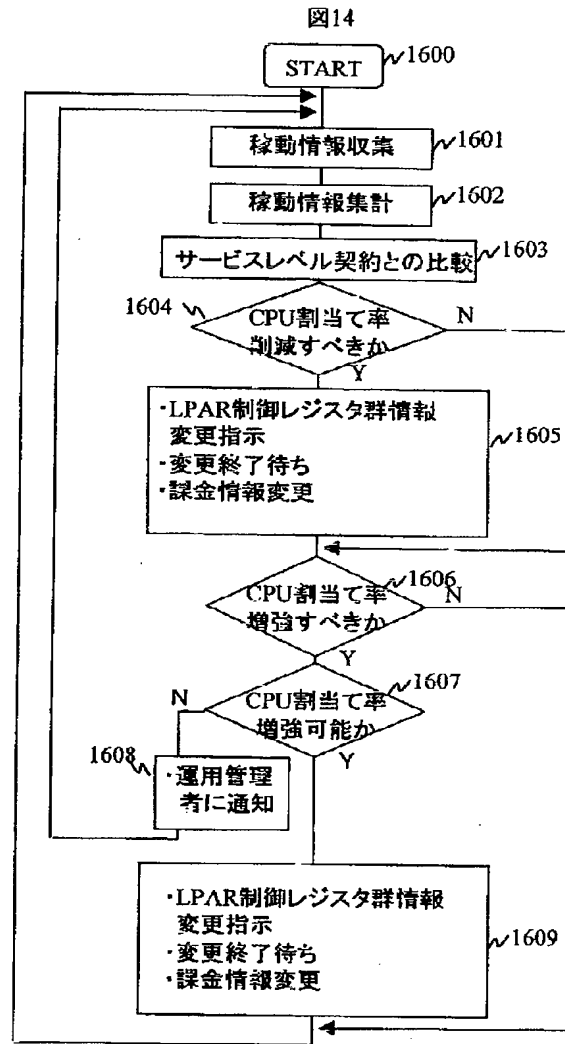 図14
START
1600
稼動情報収集
1601
稼動情報集計
1602
サービスレベル契約との比較
1603
1604
CPU割当て率
削減すべきか
N
Y
・LPAR制御レジスタ群情報
変更指示
・変更終了待ち
・課金情報変更
1605
CPU割当て率
増強すべきか
1606
N
Y
CPU割当て率
増強可能か
1607
N
Y
1608
・運用管理
者に通知
・LPAR制御レジスタ群情報
変更指示
・変更終了待ち
・課金情報変更
1609